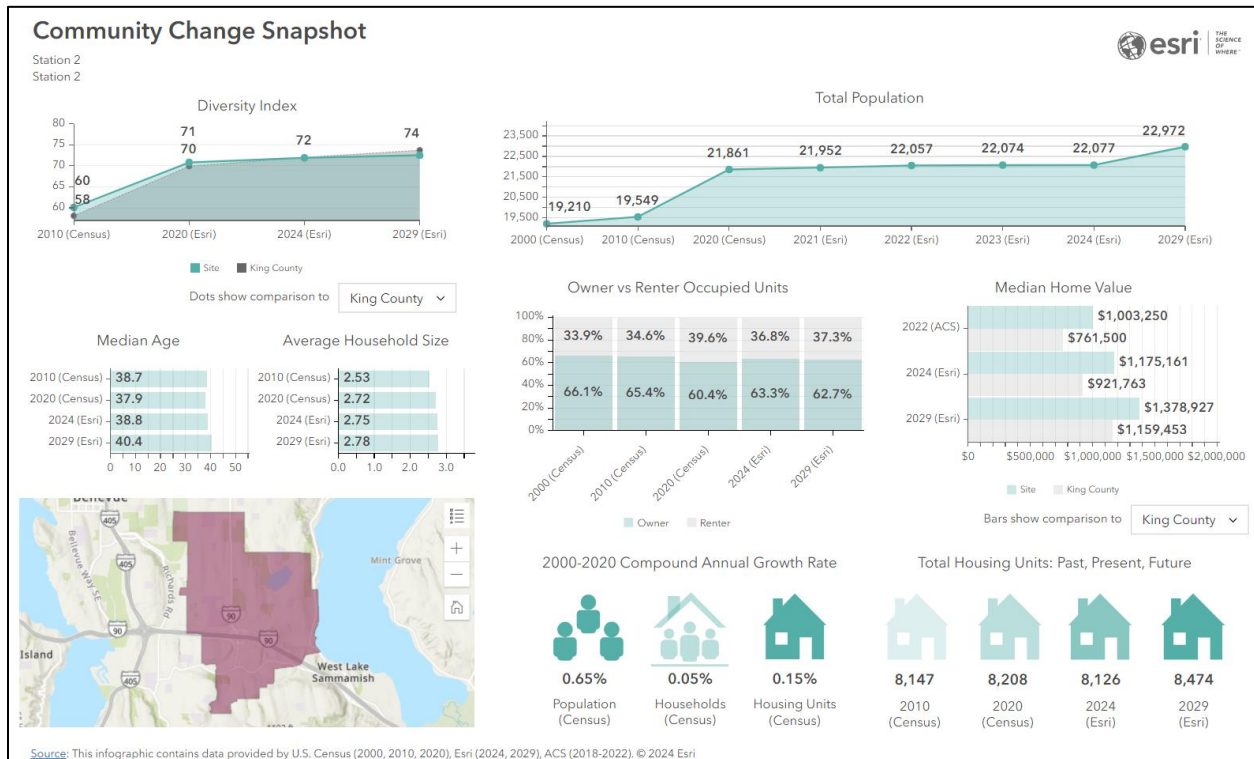 Community Change Snapshot
Station 2
Station 2
esri
THE
SCIENCE
OF
WHERE
Diversity Index
80
75
70
65
60
60
58
71
70
72
74
2010 (Census) 2020 (Esri) 2024 (Esri) 2029 (Esri)
Site King County
Dots show comparison to King County
Total Population
23,500
22,500
21,500
20,500
19,500
19,210 19,549 21,861 21,952 22,057 22,074 22,077 22,972
2000 (Census) 2010 (Census) 2020 (Census) 2021 (Esri) 2022 (Esri) 2023 (Esri) 2024 (Esri) 2029 (Esri)
Median Age
2010 (Census) 38.7
2020 (Census) 37.9
2024 (Esri) 38.8
2029 (Esri) 40.4
0 10 20 30 40 50
Average Household Size
2010 (Census) 2.53
2020 (Census) 2.72
2024 (Esri) 2.75
2029 (Esri) 2.78
0.0 1.0 2.0 3.0
Owner vs Renter Occupied Units
100%
80%
60%
40%
20%
0%
33.9% 34.6% 39.6% 36.8% 37.3%
66.1% 65.4% 60.4% 63.3% 62.7%
2000 (Census) 2010 (Census) 2020 (Census) 2024 (Esri) 2029 (Esri)
Owner Renter
Median Home Value
2022 (ACS) $1,003,250
$761,500
2024 (Esri) $1,175,161
$921,763
2029 (Esri) $1,378,927
$1,159,453
$0 $500,000 $1,000,000 $1,500,000 $2,000,000
Site King County
Bars show comparison to King County
405
Bellevue Way SE
Richards Rd
Mint Grove
90
90
90
405
Island
West Lake
Sammamish
2000-2020 Compound Annual Growth Rate
0.65% 0.05% 0.15%
Population Households Housing Units
(Census) (Census) (Census)
Total Housing Units: Past, Present, Future
8,147 8,208 8,126 8,474
2010 2020 2024 2029
(Census) (Census) (Esri) (Esri)
Source: This infographic contains data provided by U.S. Census (2000, 2010, 2020), Esri (2024, 2029), ACS (2018-2022). © 2024 Esri